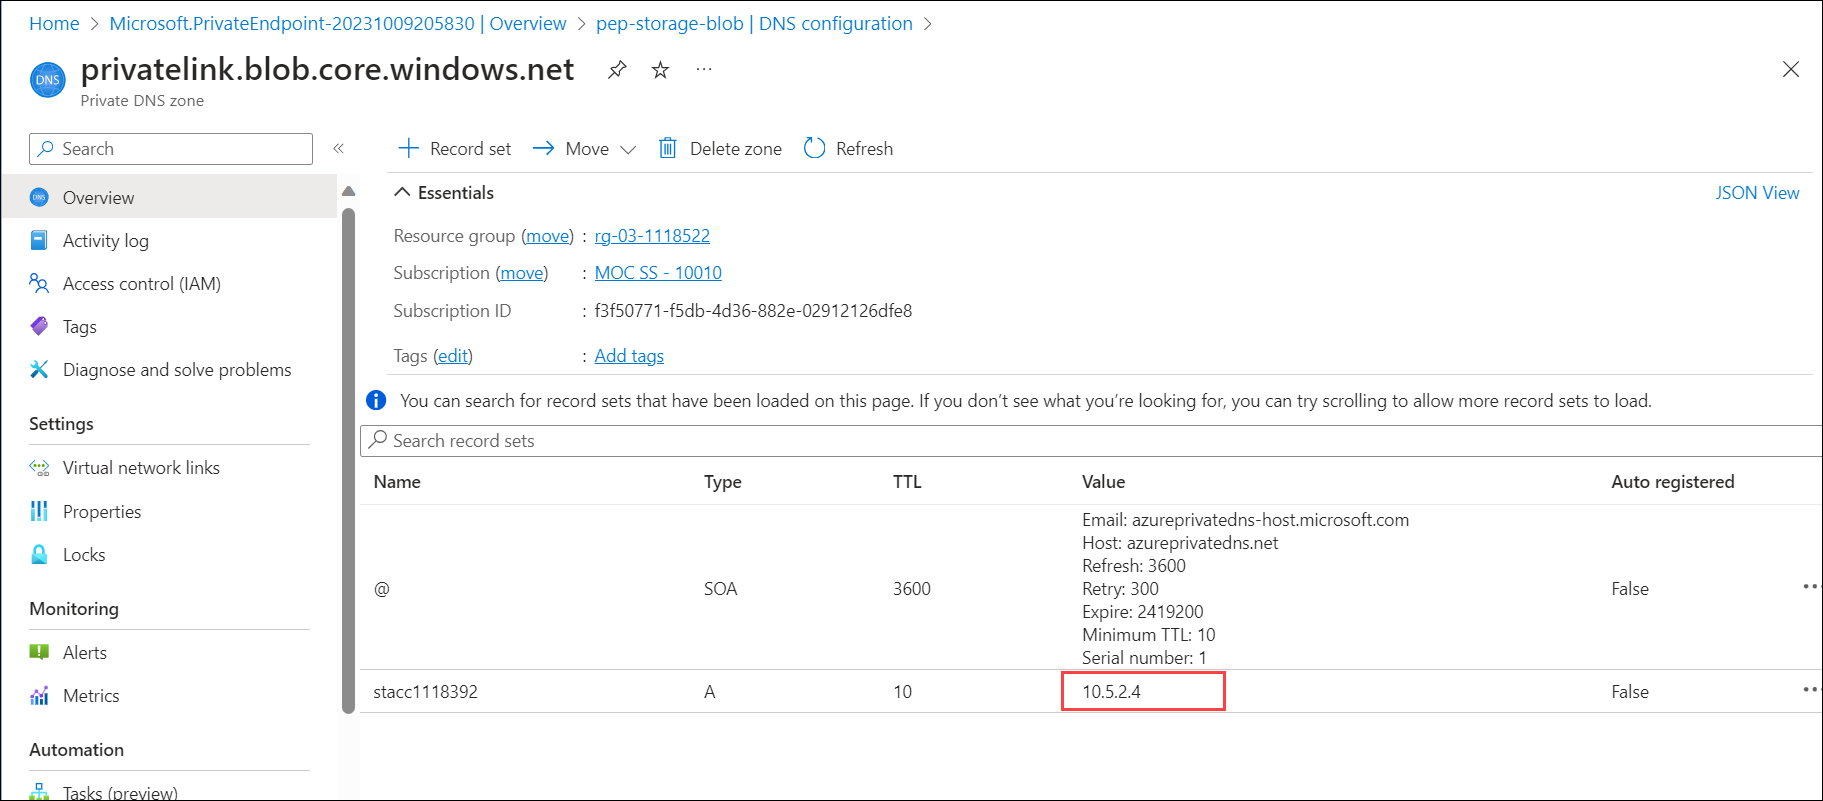 Home > Microsoft.PrivateEndpoint-20231009205830 | Overview > pep-storage-blob | DNS configuration >
DNS
privatelink.blob.core.windows.net ...
Private DNS zone
Search «
+ Record set → Move Delete zone Refresh
DNS Overview
Activity log
Access control (IAM)
Tags
Diagnose and solve problems
Settings
Virtual network links
Properties
Locks
Monitoring
Alerts
Metrics
Automation
Tasks (preview)
Essentials JSON View
Resource group (move) : rg-03-1118522
Subscription (move) : MOC SS - 10010
Subscription ID : f3f50771-f5db-4d36-882e-02912126dfe8
Tags (edit) : Add tags
You can search for record sets that have been loaded on this page. If you don't see what you're looking for, you can try scrolling to allow more record sets to load.
Search record sets
Name Type TTL Value Auto registered
Email: azureprivatedns-host.microsoft.com
Host: azureprivatedns.net
Refresh: 3600
@ SOA 3600 Retry: 300 False ...
Expire: 2419200
Minimum TTL: 10
Serial number: 1
stacc1118392 A 10 10.5.2.4 False ...